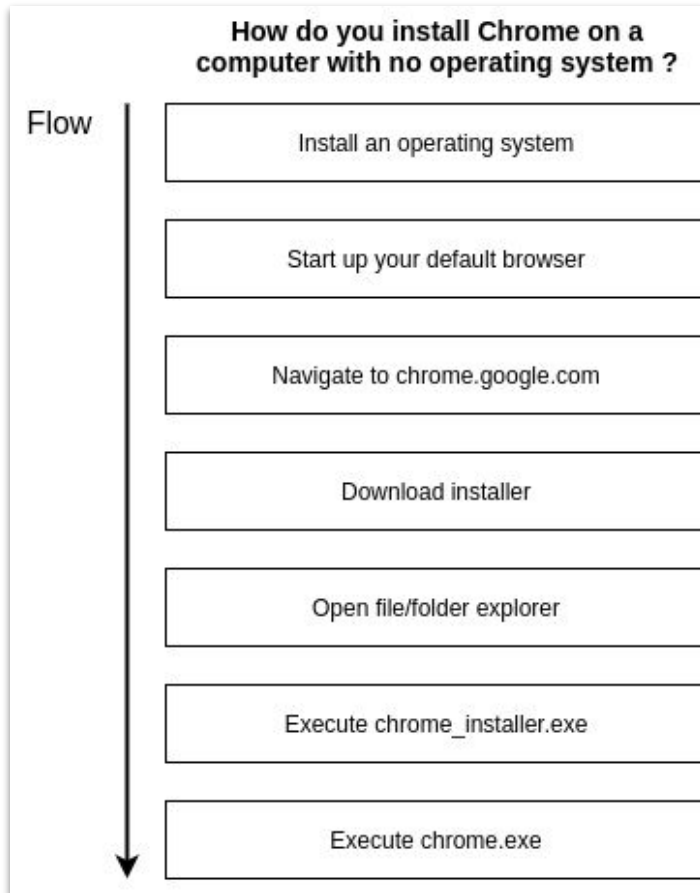 How do you install Chrome on a
computer with no operating system ?
Flow
Install an operating system
Start up your default browser
Navigate to chrome.google.com
Download installer
Open file/folder explorer
Execute chrome_installer.exe
Execute chrome.exe